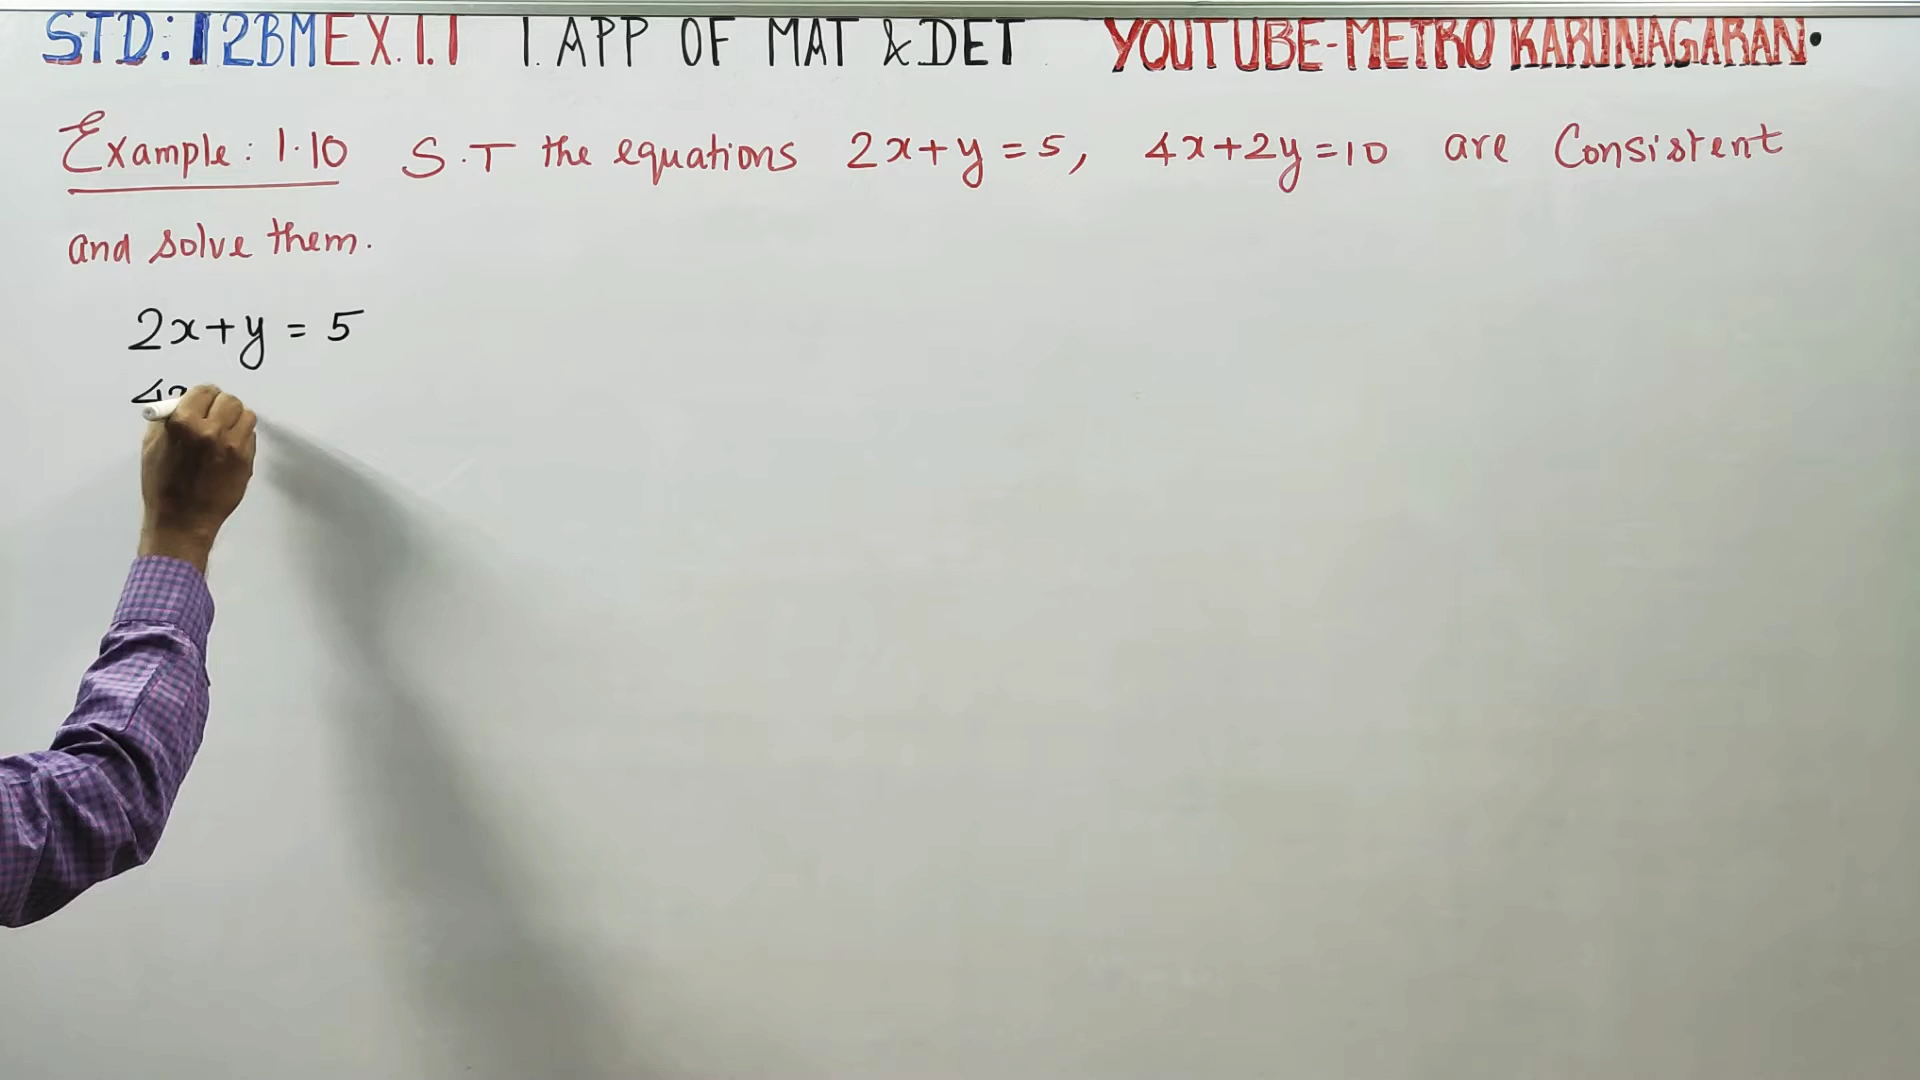 STD: 12BM EX.1.1 1. APP OF MAT & DET YOUTUBE-METRO KARUNAGARAN.
Example: 1.10 S.T the equations 2x+y=5, 4x+2y=10 are Consistent
and solve them.
2x+y = 5
4x